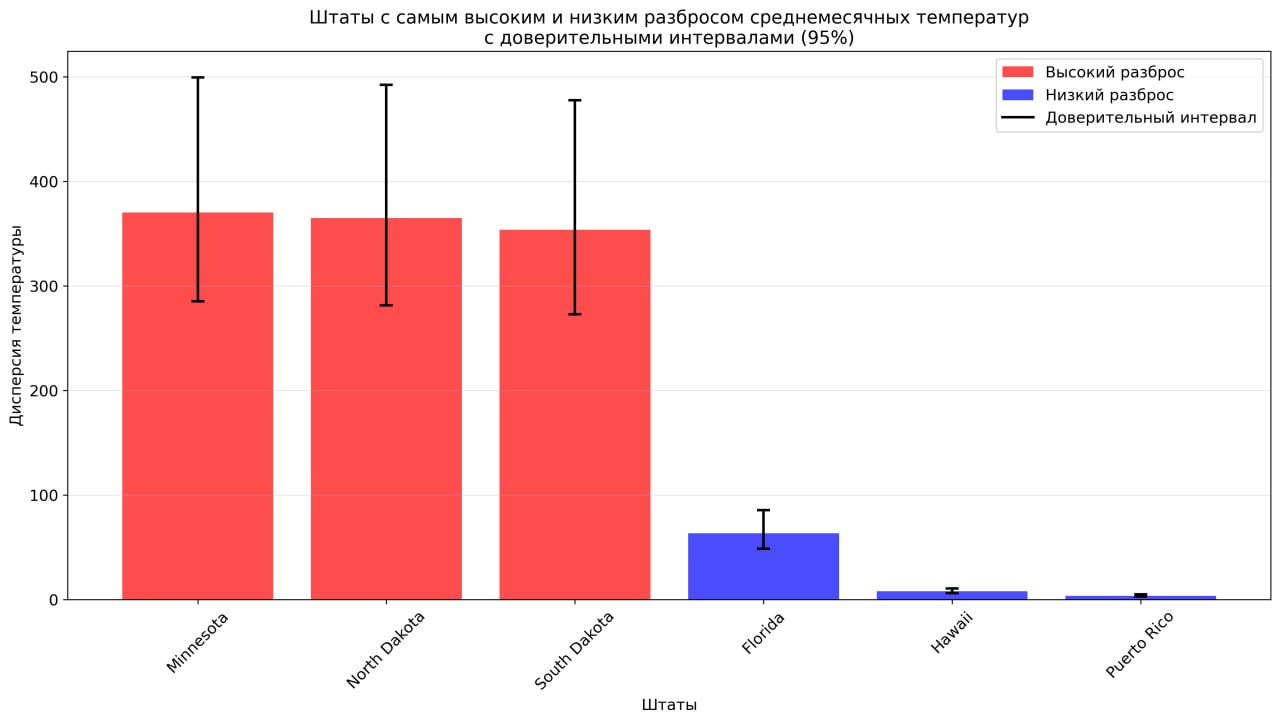 Штаты с самым высоким и низким разбросом среднемесячных температур
с доверительными интервалами (95%)
Высокий разброс
Низкий разброс
Доверительный интервал
Дисперсия температуры
500
400
300
200
100
0
Minnesota
North Dakota
South Dakota
Florida
Hawaii
Puerto Rico
Штаты